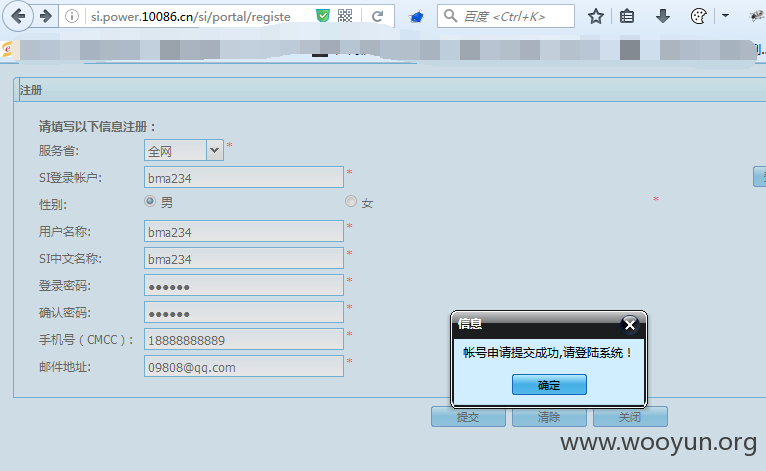 si.power.10086.cn/si/portal/registe
百度 <Ctrl+K>
注册
请填写以下信息注册：
服务省: 全网 *
SI登录帐户: bma234 *
性别: 男 女 *
用户名称: bma234 *
SI中文名称: bma234 *
登录密码: ●●●●●● *
确认密码: ●●●●●● *
手机号（CMCC）: 18888888889 *
邮件地址: 09808@qq.com *
信息
帐号申请提交成功,请登陆系统！
确定
提交 清除 关闭
www.wooyun.org